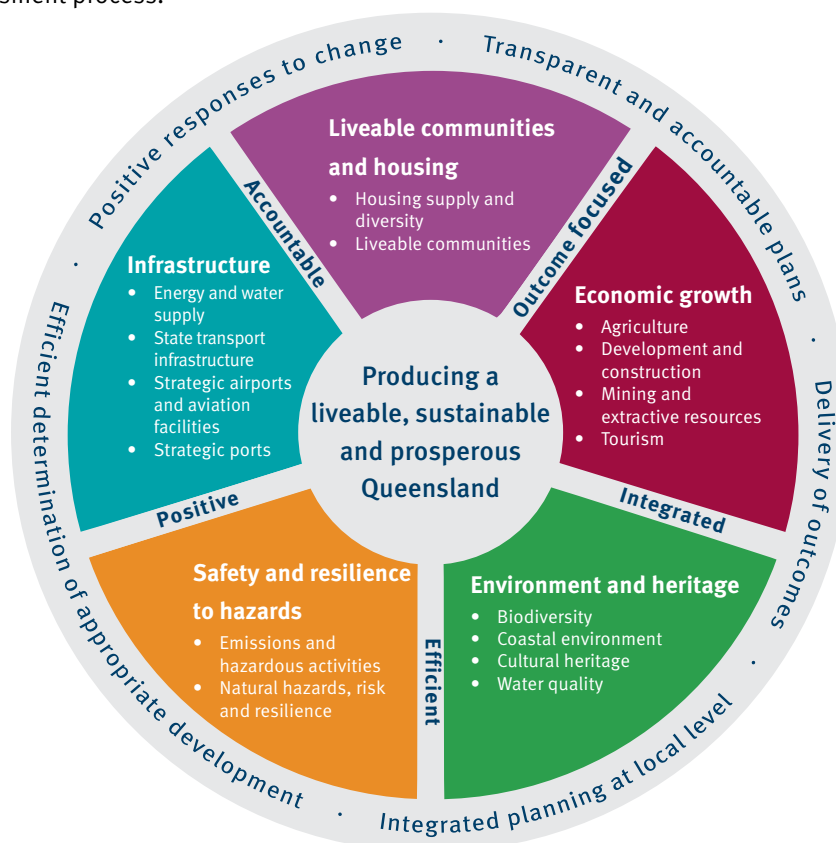 sment process.
Positive responses to change · Transparent and accountable plans · Delivery of outcomes · Integrated planning at local level · Efficient determination of appropriate development ·
Liveable communities
and housing
• Housing supply and
diversity
• Liveable communities
Accountable
Outcome focused
Infrastructure
• Energy and water
supply
• State transport
infrastructure
• Strategic airports
and aviation
facilities
• Strategic ports
Economic growth
• Agriculture
• Development and
construction
• Mining and
extractive resources
• Tourism
Producing a
liveable, sustainable
and prosperous
Queensland
Positive
Integrated
Safety and resilience
to hazards
• Emissions and
hazardous activities
• Natural hazards, risk
and resilience
Efficient
Environment and heritage
• Biodiversity
• Coastal environment
• Cultural heritage
• Water quality